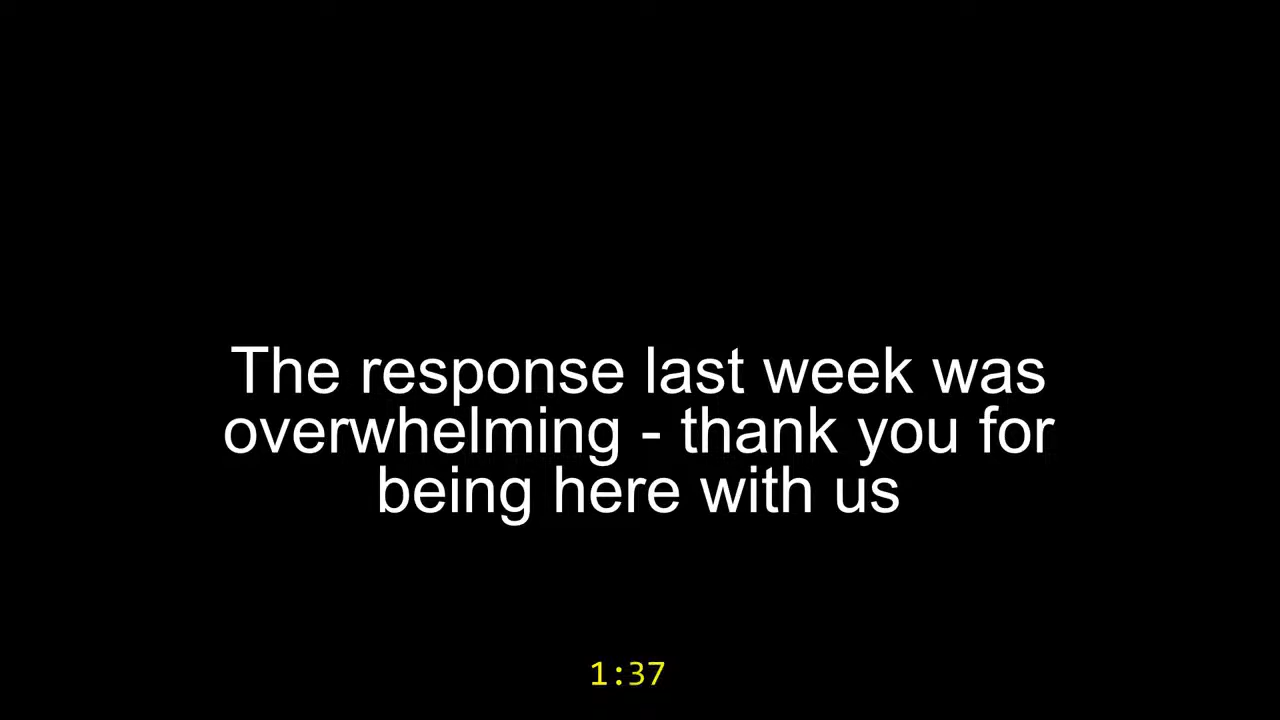 The response last week was
overwhelming - thank you for
being here with us
1:37